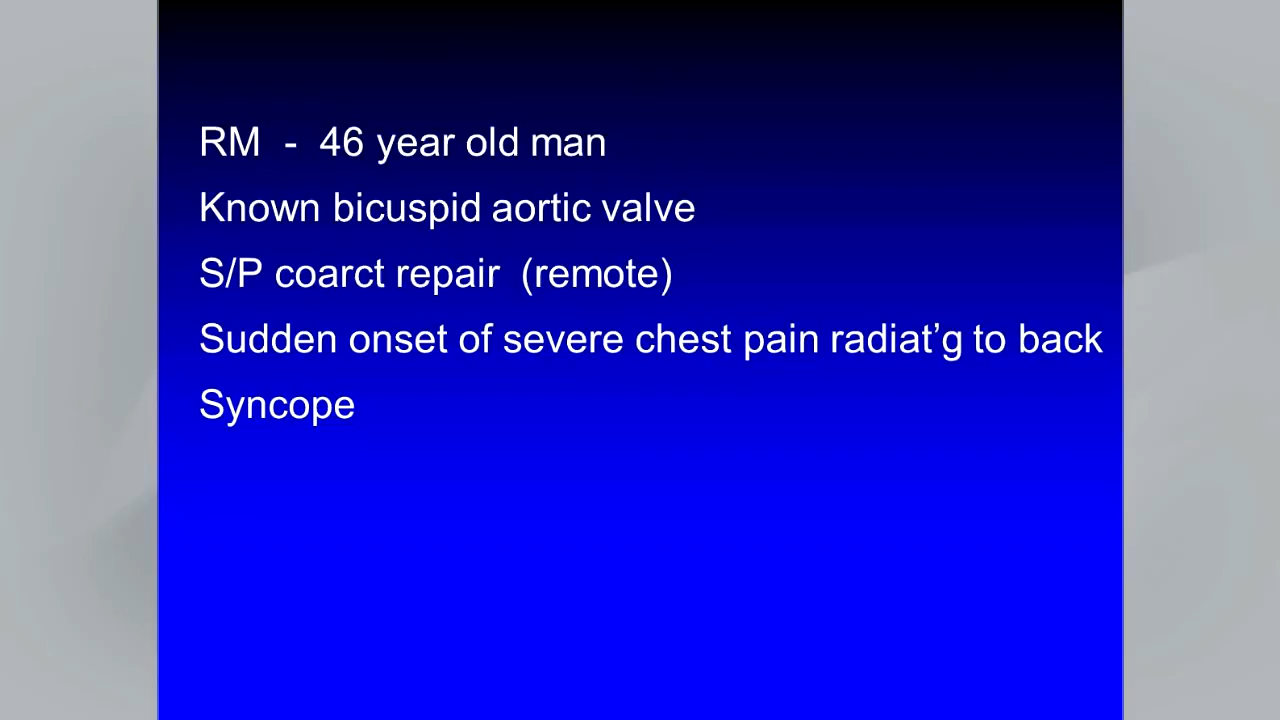 RM - 46 year old man
Known bicuspid aortic valve
S/P coarct repair (remote)
Sudden onset of severe chest pain radiat’g to back
Syncope